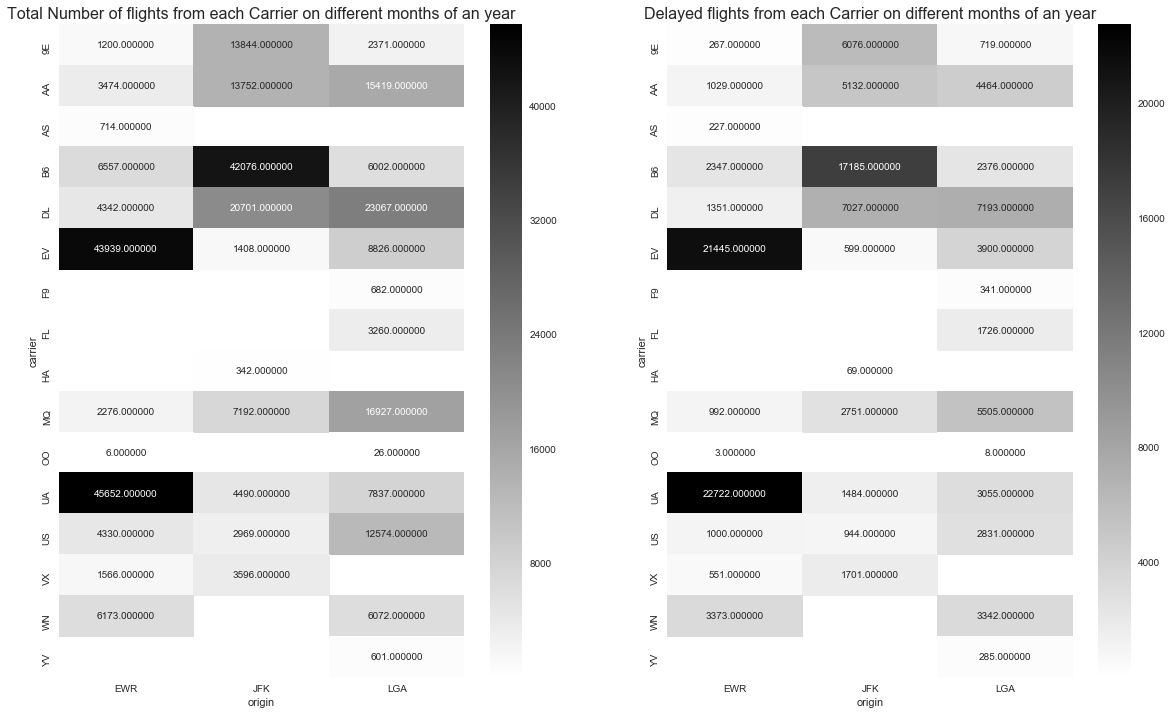 Total Number of flights from each Carrier on different months of an year
9E 1200.000000 13844.000000 2371.000000
AA 3474.000000 13752.000000 15419.000000
AS 714.000000
B6 6557.000000 42076.000000 6002.000000
DL 4342.000000 20701.000000 23067.000000
EV 43939.000000 1408.000000 8826.000000
F9 682.000000
FL 3260.000000
carrier
HA 342.000000
MQ 2276.000000 7192.000000 16927.000000
OO 6.000000 26.000000
UA 45652.000000 4490.000000 7837.000000
US 4330.000000 2969.000000 12574.000000
VX 1566.000000 3596.000000
WN 6173.000000 6072.000000
YV 601.000000
EWR JFK LGA
origin
40000
32000
24000
16000
8000
Delayed flights from each Carrier on different months of an year
9E 267.000000 6076.000000 719.000000
AA 1029.000000 5132.000000 4464.000000
AS 227.000000
B6 2347.000000 17185.000000 2376.000000
DL 1351.000000 7027.000000 7193.000000
EV 21445.000000 599.000000 3900.000000
F9 341.000000
FL 1726.000000
carrier
HA 69.000000
MQ 992.000000 2751.000000 5505.000000
OO 3.000000 8.000000
UA 22722.000000 1484.000000 3055.000000
US 1000.000000 944.000000 2831.000000
VX 551.000000 1701.000000
WN 3373.000000 3342.000000
YV 285.000000
EWR JFK LGA
origin
20000
16000
12000
8000
4000